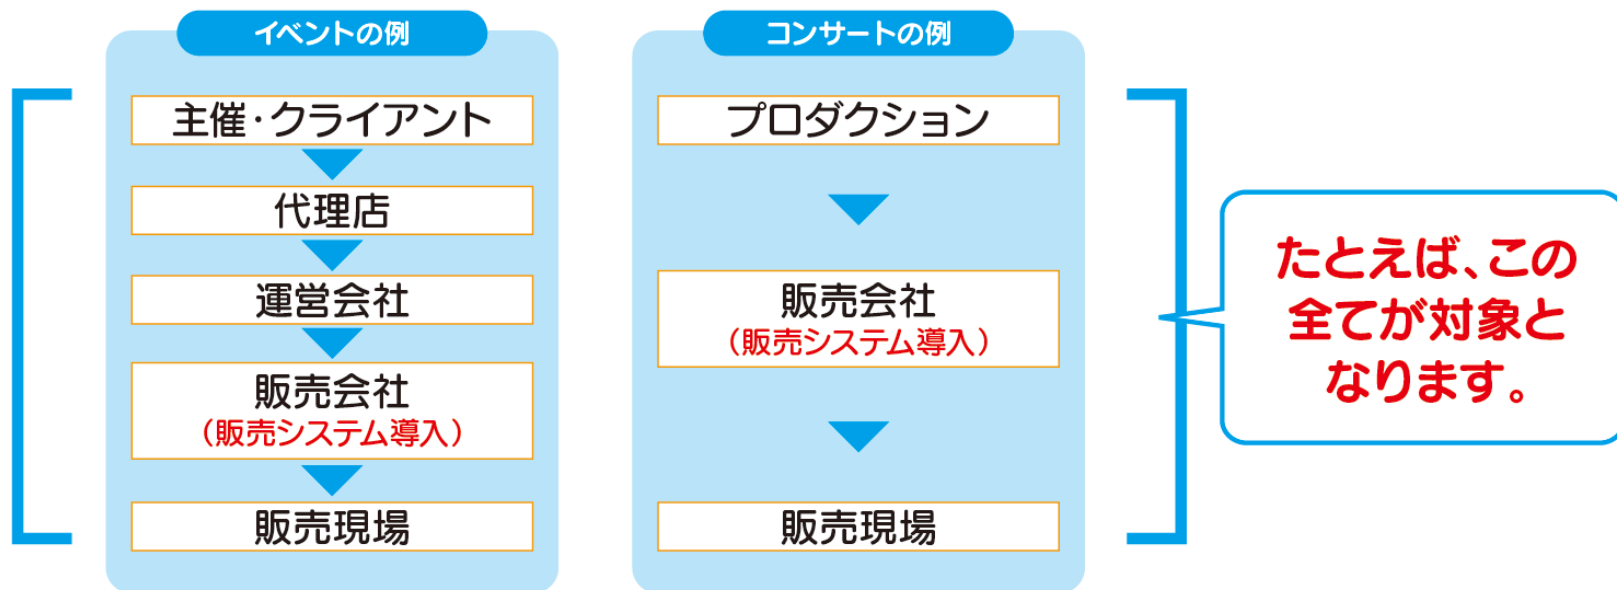 イベントの例
主催・クライアント
代理店
運営会社
販売会社
（販売システム導入）
販売現場
コンサートの例
プロダクション
販売会社
（販売システム導入）
販売現場
たとえば、この
全てが対象と
なります。